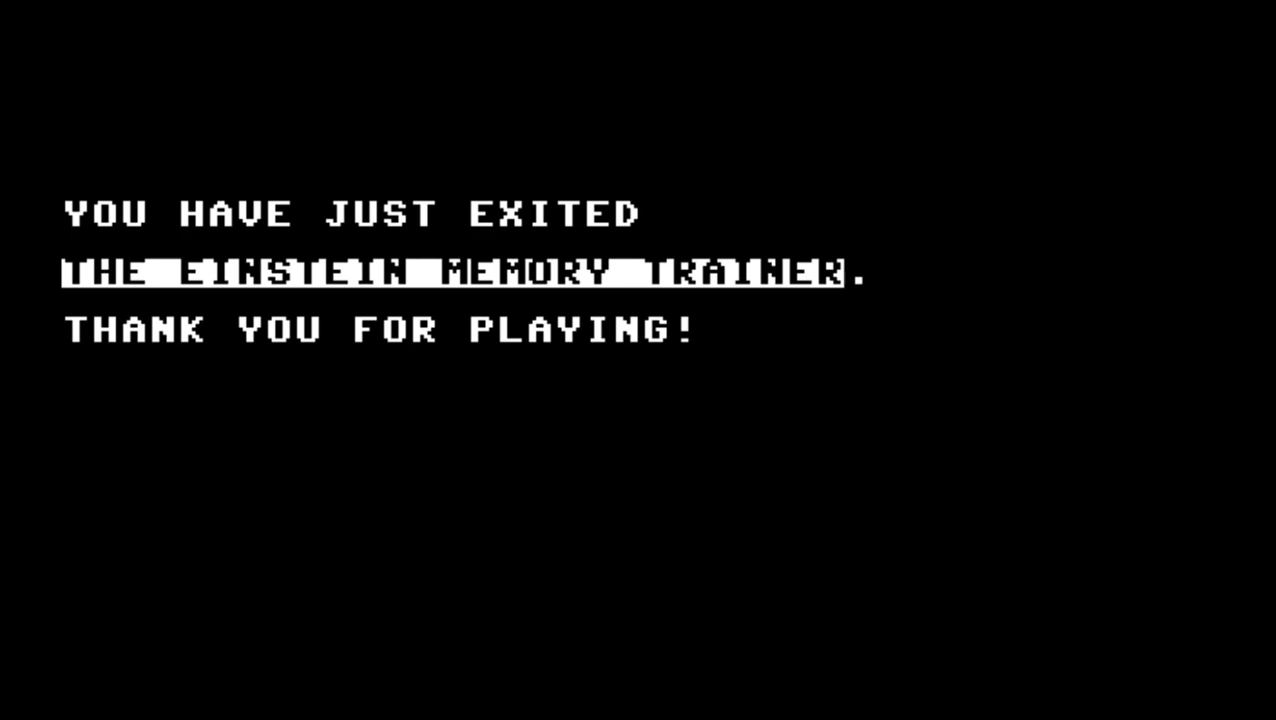 YOU HAVE JUST EXITED
THE EINSTEIN MEMORY TRAINER.
THANK YOU FOR PLAYING!